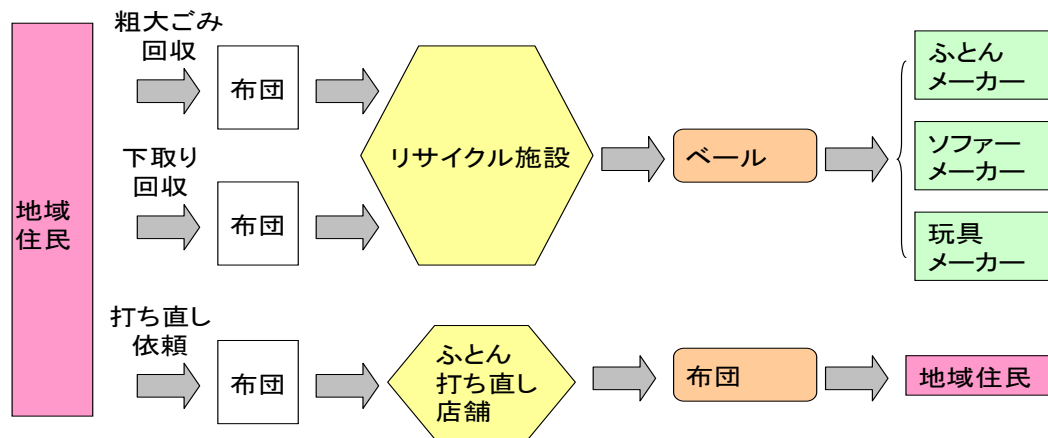 地域
住民
粗大ごみ
回収
布団
下取り
回収
布団
リサイクル施設
ベール
ふとん
メーカー
ソファー
メーカー
玩具
メーカー
打ち直し
依頼
布団
ふとん
打ち直し
店舗
布団
地域住民